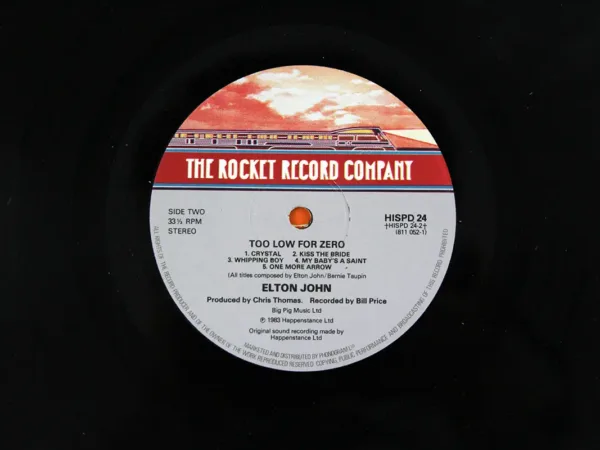 THE ROCKET RECORD COMPANY
SIDE TWO
33⅓ RPM
STEREO
HISPD 24
†HISPD 24-2†
(811 052-1)
TOO LOW FOR ZERO
1. CRYSTAL 2. KISS THE BRIDE
3. WHIPPING BOY 4. MY BABY'S A SAINT
5. ONE MORE ARROW
(All titles composed by Elton John/Bernie Taupin
ELTON JOHN
Produced by Chris Thomas. Recorded by Bill Price
Big Pig Music Ltd
℗ 1983 Happenstance Ltd
Original sound recording made by
Happenstance Ltd
MARKETED AND DISTRIBUTED BY PHONOGRAM LTD
ALL RIGHTS OF THE RECORD PRODUCER AND OF THE OWNER OF THE WORK REPRODUCED RESERVED. COPYING, PUBLIC PERFORMANCE AND BROADCASTING OF THIS RECORD PROHIBITED